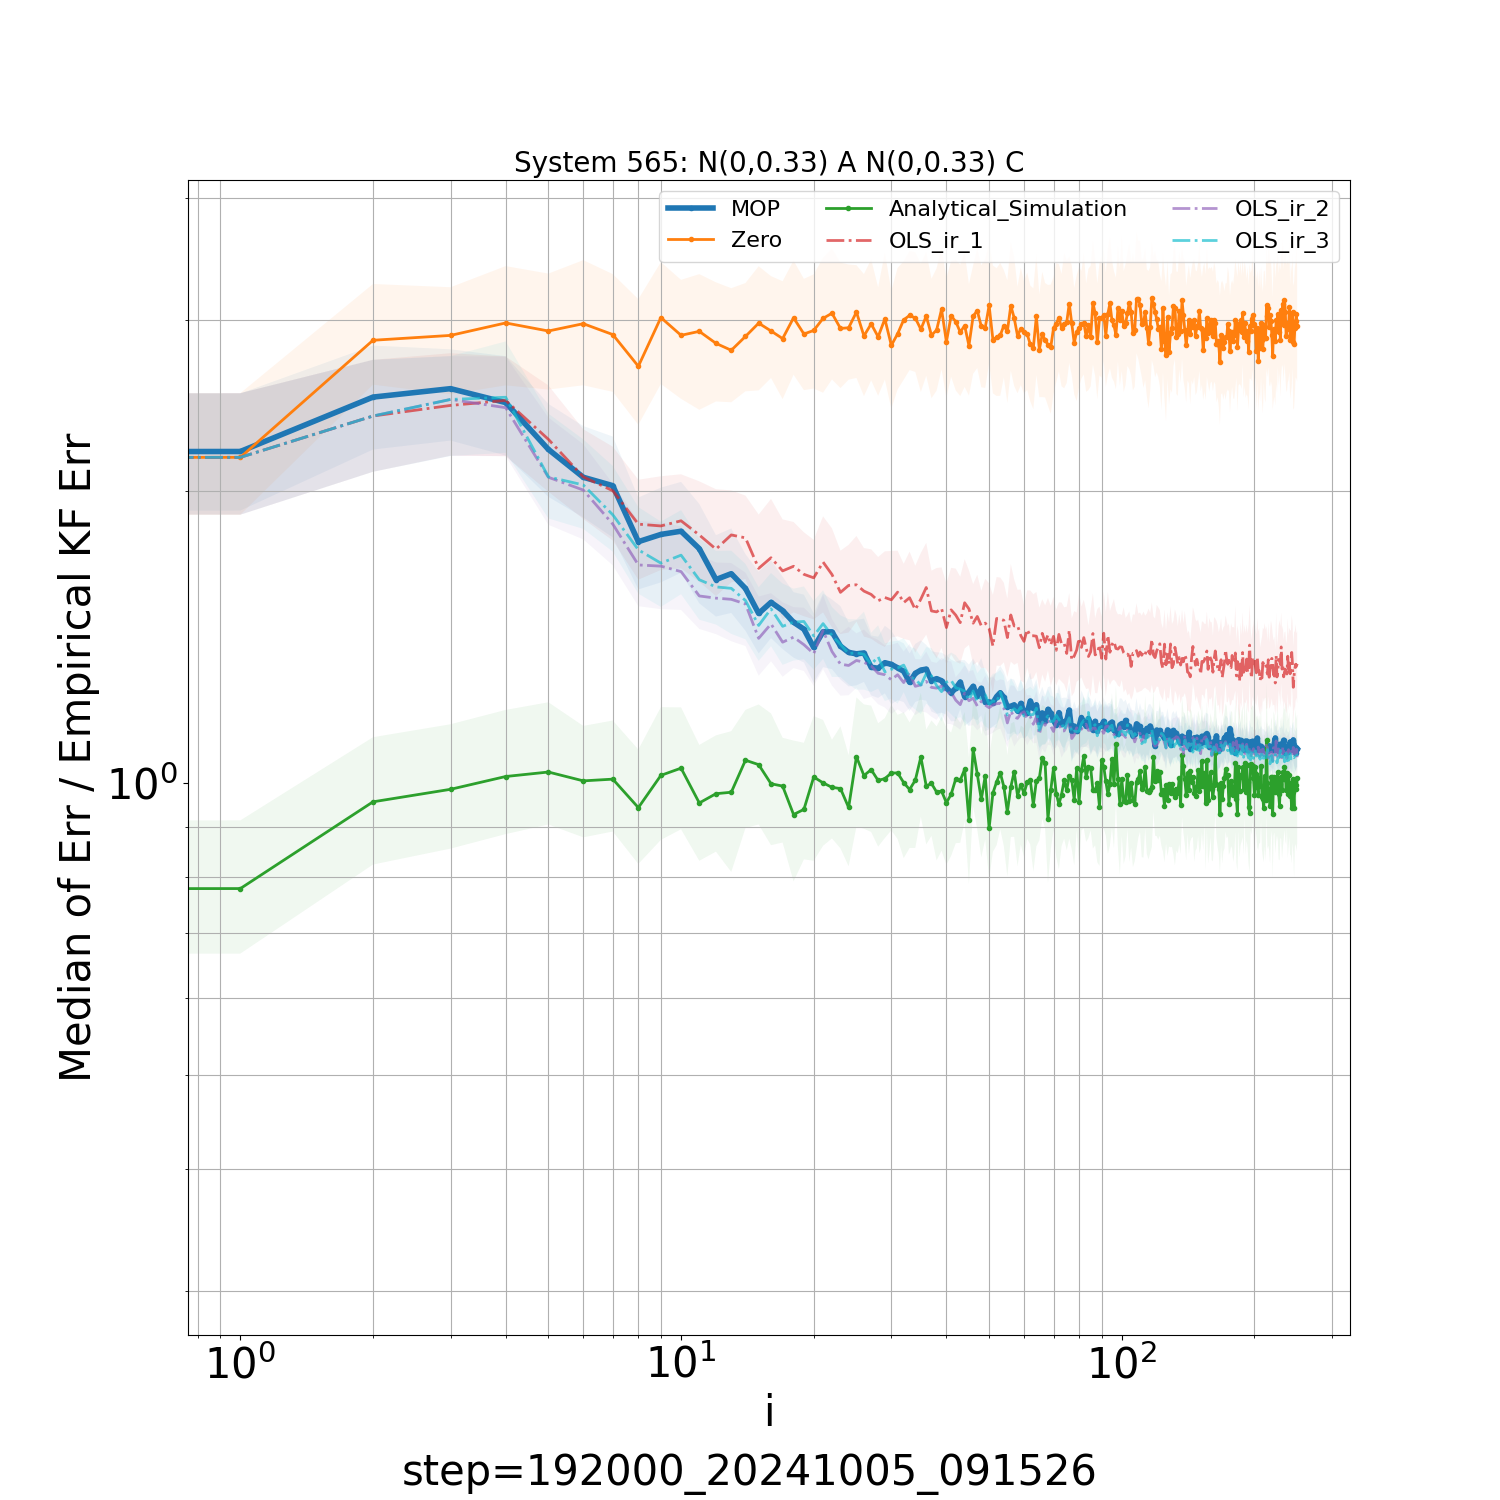 System 565: N(0,0.33) A N(0,0.33) C
MOP
Zero
Analytical_Simulation
OLS_ir_1
OLS_ir_2
OLS_ir_3
Median of Err / Empirical KF Err
10⁰
10⁰ 10¹ 10²
i
step=192000_20241005_091526